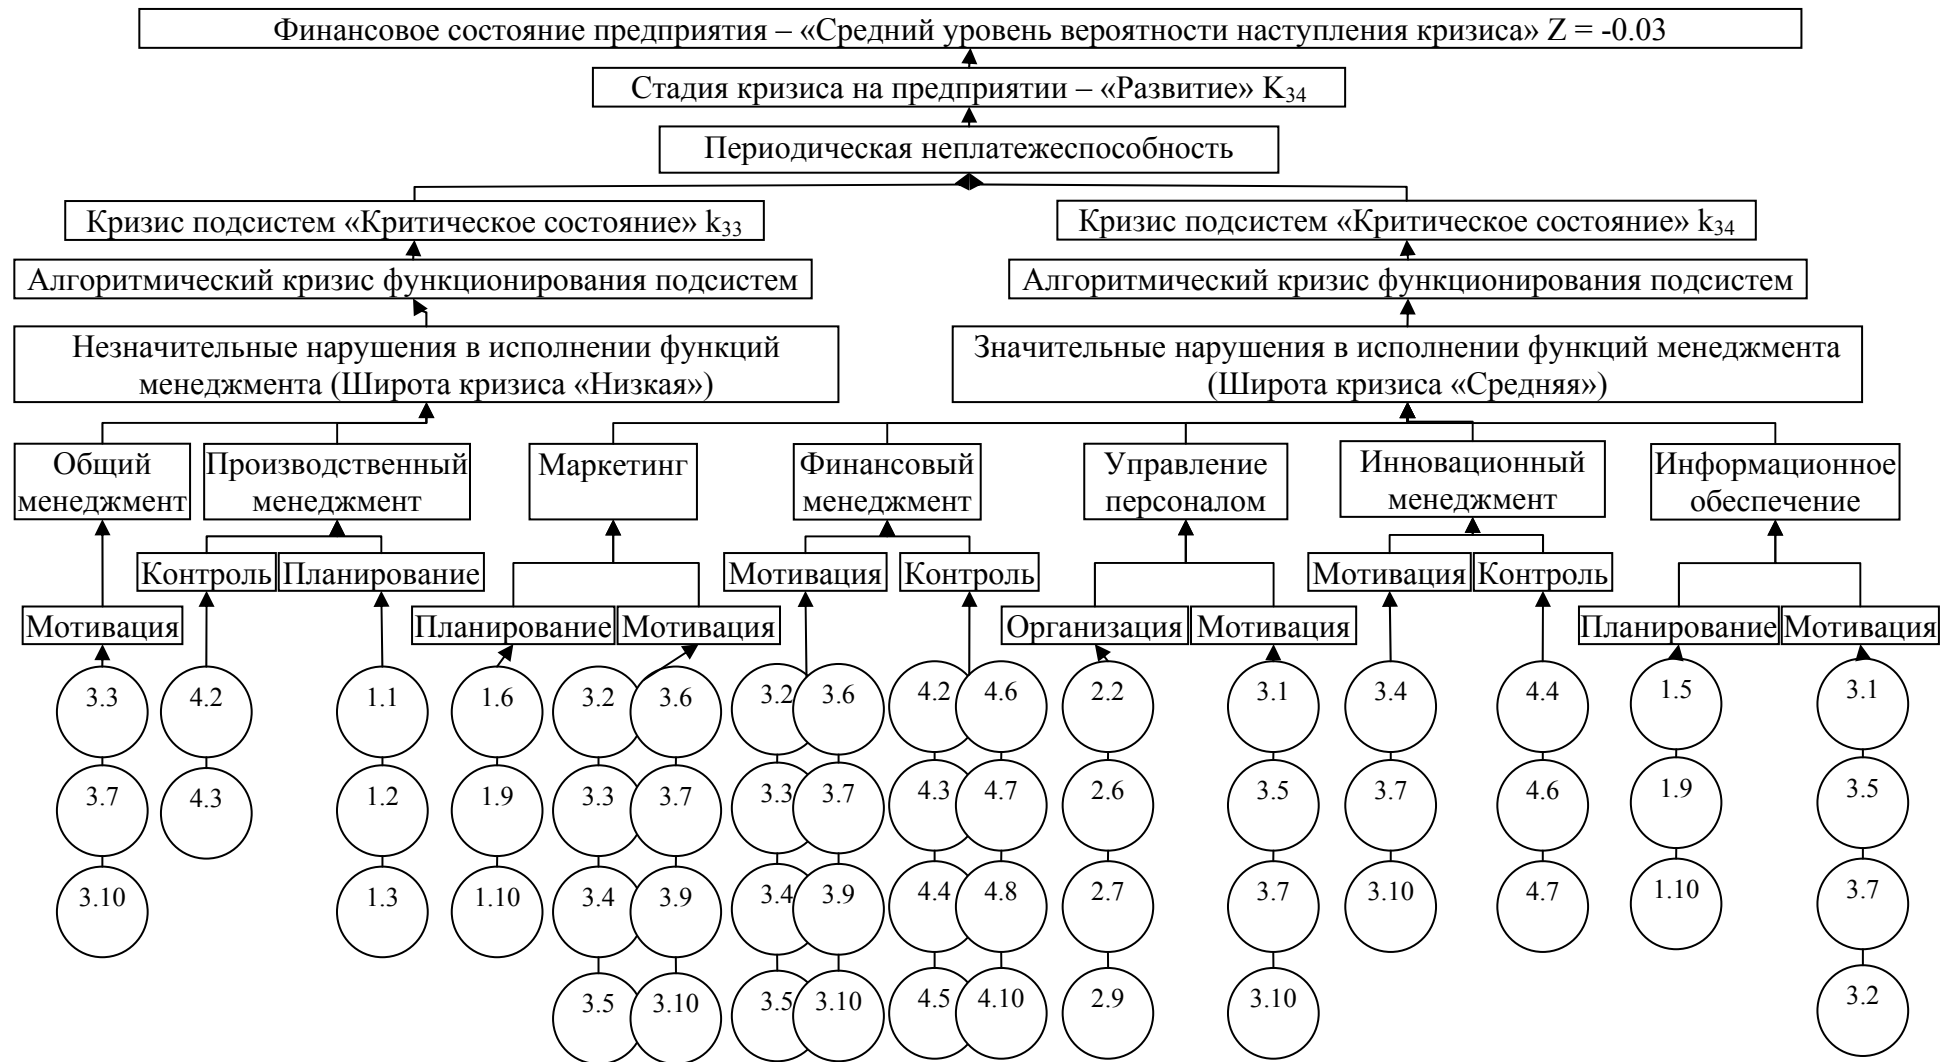 Финансовое состояние предприятия – «Средний уровень вероятности наступления кризиса» Z = -0.03
Стадия кризиса на предприятии – «Развитие» K₃₄
Периодическая неплатежеспособность
Кризис подсистем «Критическое состояние» k₃₃
Кризис подсистем «Критическое состояние» k₃₄
Алгоритмический кризис функционирования подсистем
Алгоритмический кризис функционирования подсистем
Незначительные нарушения в исполнении функций
менеджмента (Широта кризиса «Низкая»)
Значительные нарушения в исполнении функций менеджмента
(Широта кризиса «Средняя»)
Общий
менеджмент
Производственный
менеджмент
Маркетинг
Финансовый
менеджмент
Управление
персоналом
Инновационный
менеджмент
Информационное
обеспечение
Контроль
Планирование
Мотивация
Контроль
Мотивация
Контроль
Мотивация
Планирование
Мотивация
Организация
Мотивация
Планирование
Мотивация
3.3
4.2
1.1
1.6
3.2
3.6
3.2
3.6
4.2
4.6
2.2
3.1
3.4
4.4
1.5
3.1
3.7
4.3
1.2
1.9
3.3
3.7
3.3
3.7
4.3
4.7
2.6
3.5
3.7
4.6
1.9
3.5
3.10
1.3
1.10
3.4
3.9
3.4
3.9
4.4
4.8
2.7
3.7
3.10
4.7
1.10
3.7
3.5
3.10
3.5
3.10
4.5
4.10
2.9
3.10
3.2